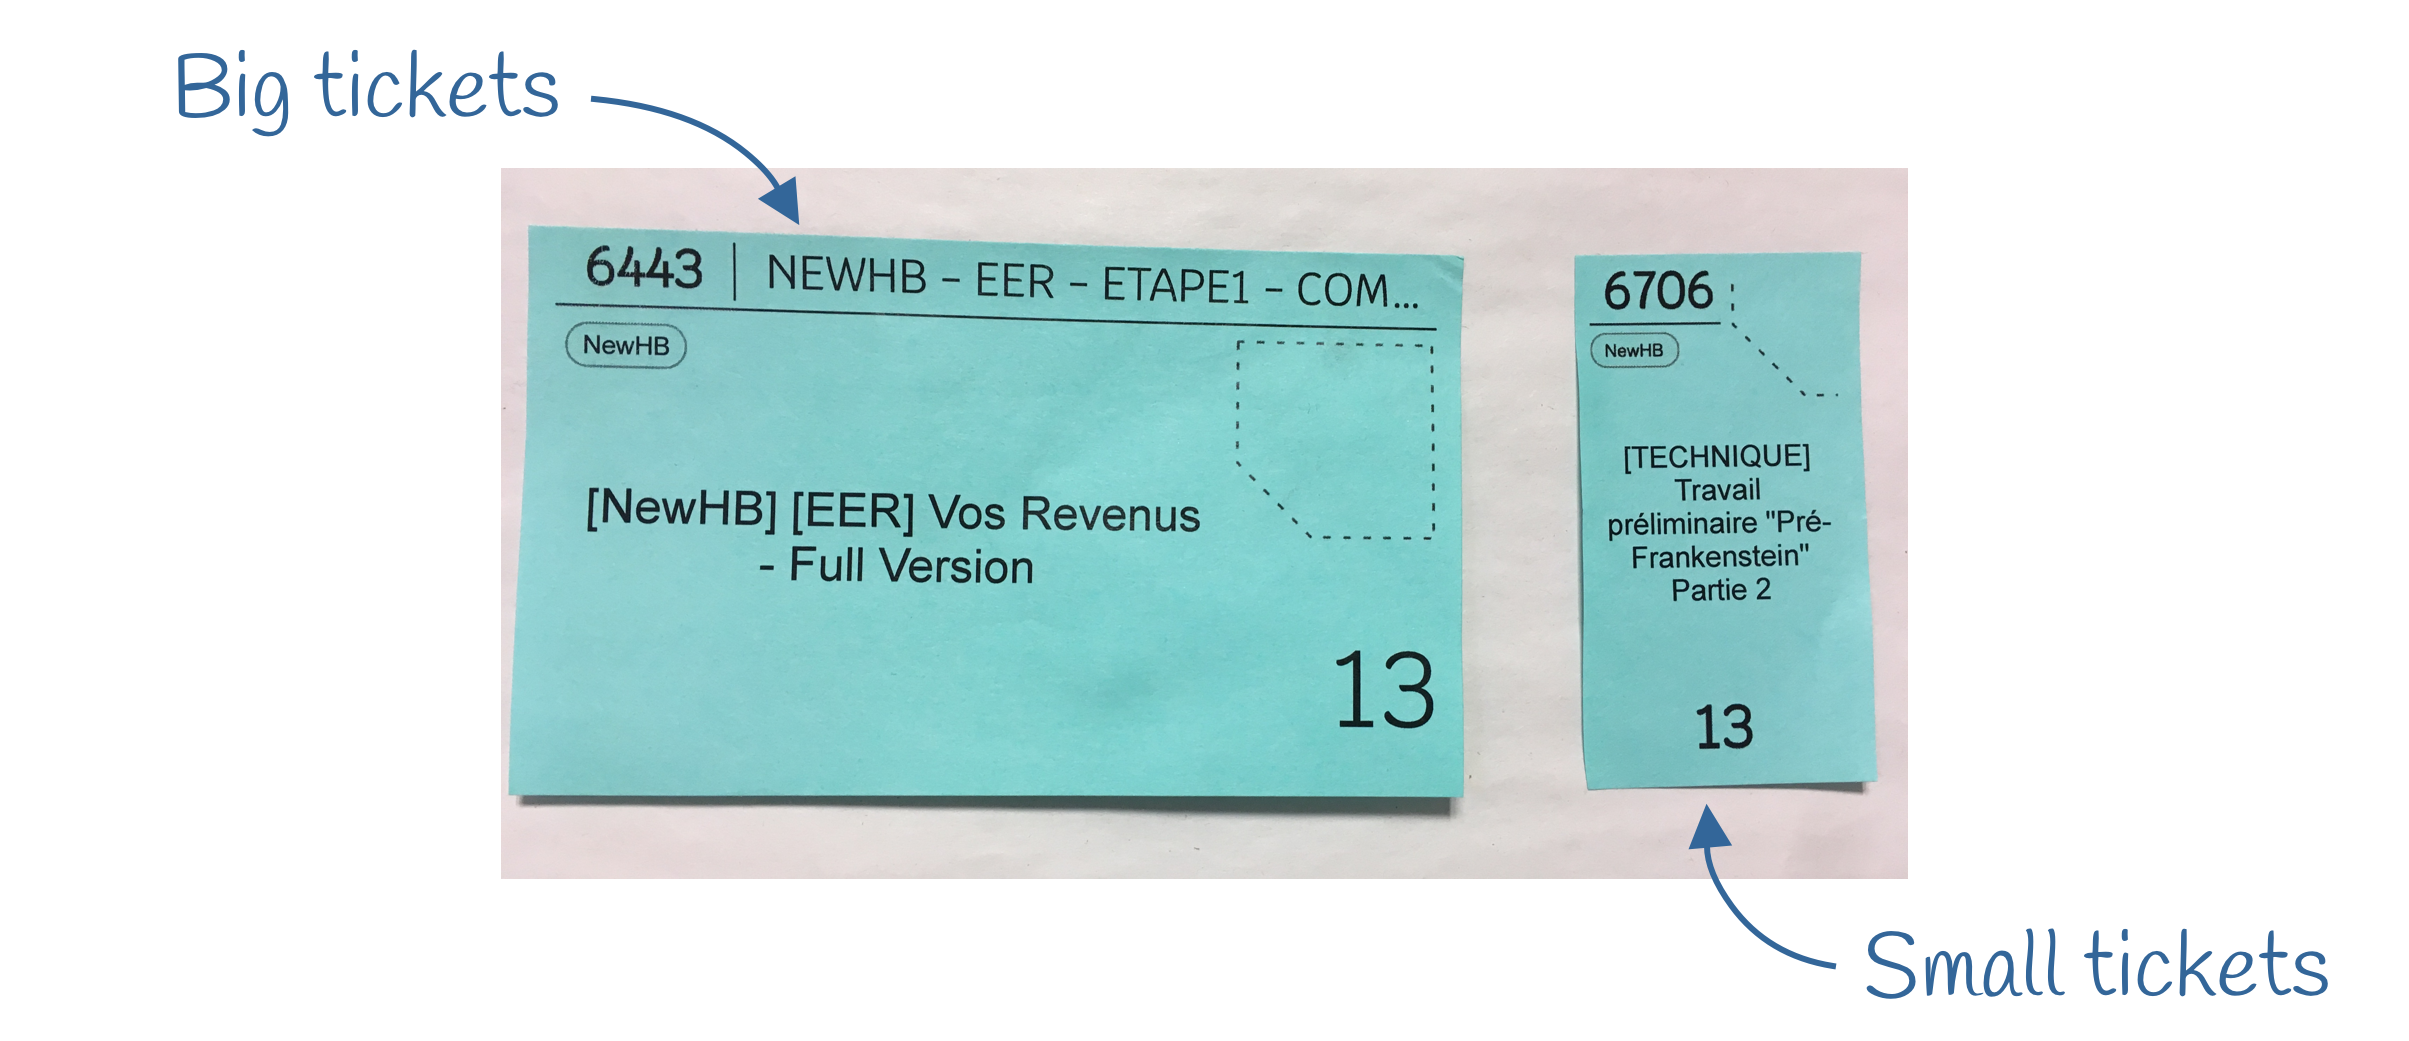 Big tickets
6443 | NEWHB - EER - ETAPE1 - COM...
NewHB
[NewHB] [EER] Vos Revenus
- Full Version
13
6706
NewHB
[TECHNIQUE]
Travail
préliminaire "Pré-
Frankenstein"
Partie 2
13
Small tickets